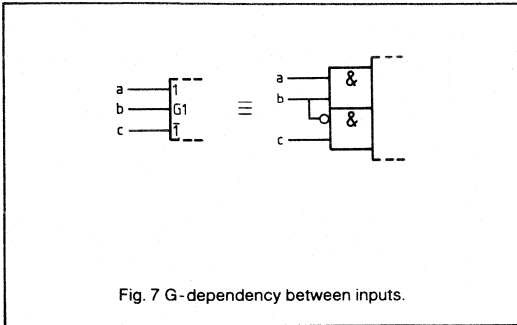 a 1
b G1
c 1̅
≡
a &
b
&
c
Fig. 7 G-dependency between inputs.